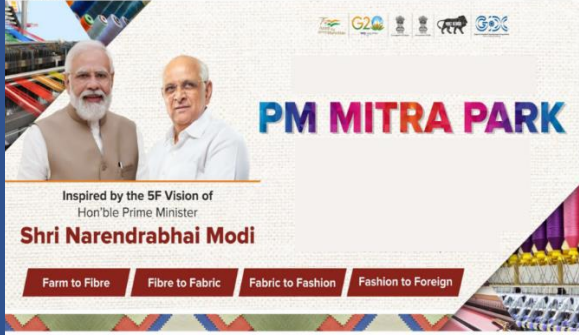 G20
PM MITRA PARK
Inspired by the 5F Vision of
Hon'ble Prime Minister
Shri Narendrabhai Modi
Farm to Fibre
Fibre to Fabric
Fabric to Fashion
Fashion to Foreign